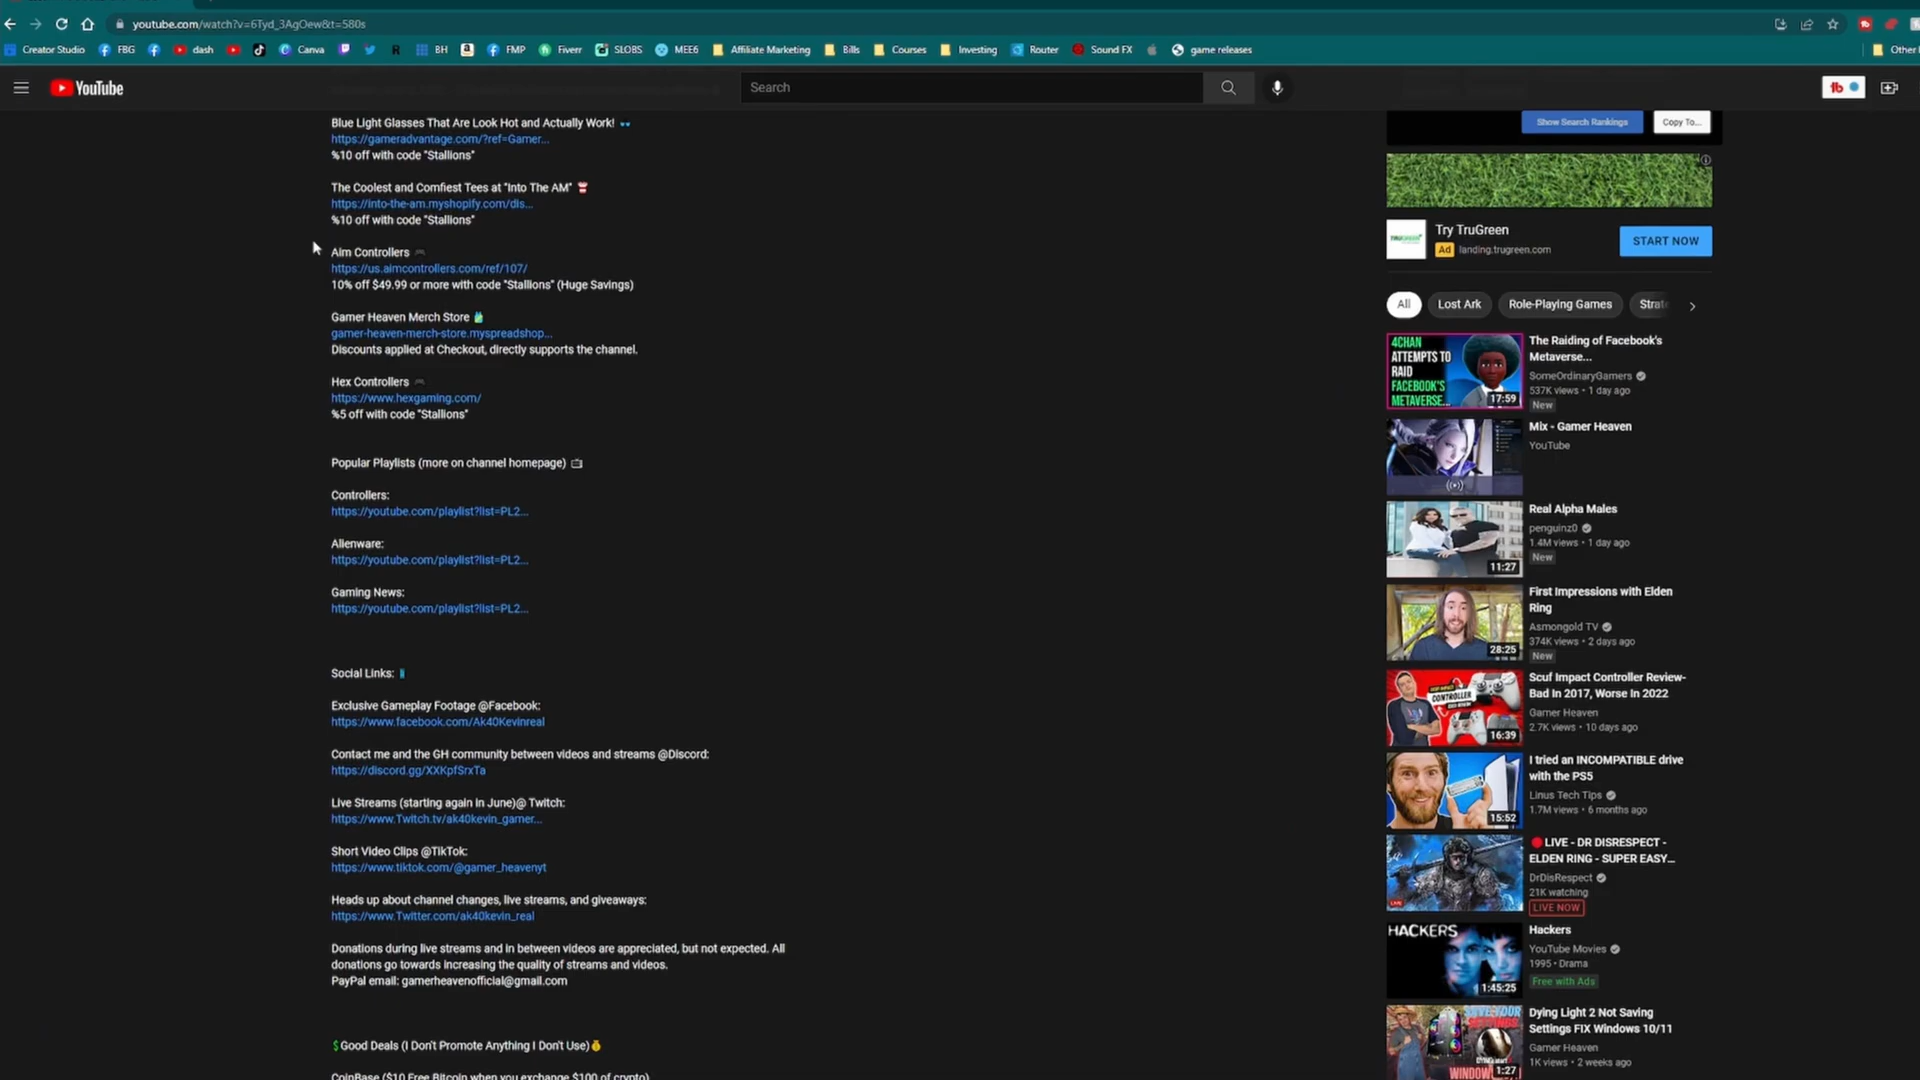 youtube.com/watch?v=6Tyd_3AgOew&t=580s
Creator Studio FBG dash Canva BH FMP Fiverr SLOBS MEE6 Affiliate Marketing Bills Courses Investing Router Sound FX game releases Other
YouTube
Search
Blue Light Glasses That Are Look Hot and Actually Work!
https://gameradvantage.com/?ref=Gamer...
%10 off with code "Stallions"
The Coolest and Comfiest Tees at "Into The AM"
https://into-the-am.myshopify.com/dis...
%10 off with code "Stallions"
Aim Controllers
https://us.aimcontrollers.com/ref/107/
10% off $49.99 or more with code "Stallions" (Huge Savings)
Gamer Heaven Merch Store
gamer-heaven-merch-store.myspreadshop...
Discounts applied at Checkout, directly supports the channel.
Hex Controllers
https://www.hexgaming.com/
%5 off with code "Stallions"
Popular Playlists (more on channel homepage)
Controllers:
https://youtube.com/playlist?list=PL2...
Alienware:
https://youtube.com/playlist?list=PL2...
Gaming News:
https://youtube.com/playlist?list=PL2...
Social Links:
Exclusive Gameplay Footage @Facebook:
https://www.facebook.com/Ak40Kevinreal
Contact me and the GH community between videos and streams @Discord:
https://discord.gg/XXKpfSrxTa
Live Streams (starting again in June)@ Twitch:
https://www.Twitch.tv/ak40kevin_gamer...
Short Video Clips @TikTok:
https://www.tiktok.com/@gamer_heavenyt
Heads up about channel changes, live streams, and giveaways:
https://www.Twitter.com/ak40kevin_real
Donations during live streams and in between videos are appreciated, but not expected. All
donations go towards increasing the quality of streams and videos.
PayPal email: gamerheavenofficial@gmail.com
$Good Deals (I Don't Promote Anything I Don't Use)
CoinBase ($10 Free Bitcoin when you exchange $100 of crypto)
Show Search Rankings Copy To...
Try TruGreen
Ad landing.trugreen.com
START NOW
All Lost Ark Role-Playing Games Strat
4CHAN
ATTEMPTS TO
RAID
FACEBOOK'S
METAVERSE...
17:59
The Raiding of Facebook's
Metaverse...
SomeOrdinaryGamers
537K views • 1 day ago
New
Mix - Gamer Heaven
YouTube
11:27
Real Alpha Males
penguinz0
1.4M views • 1 day ago
New
28:25
First Impressions with Elden
Ring
Asmongold TV
374K views • 2 days ago
New
CONTROLLER
16:39
Scuf Impact Controller Review-
Bad In 2017, Worse In 2022
Gamer Heaven
2.7K views • 10 days ago
15:52
I tried an INCOMPATIBLE drive
with the PS5
Linus Tech Tips
1.7M views • 6 months ago
LIVE
LIVE - DR DISRESPECT -
ELDEN RING - SUPER EASY...
DrDisRespect
21K watching
LIVE NOW
HACKERS
1:45:25
Hackers
YouTube Movies
1995 • Drama
Free with Ads
SAVE YOUR
SETTINGS
WINDOW
1:27
Dying Light 2 Not Saving
Settings FIX Windows 10/11
Gamer Heaven
1K views • 2 weeks ago